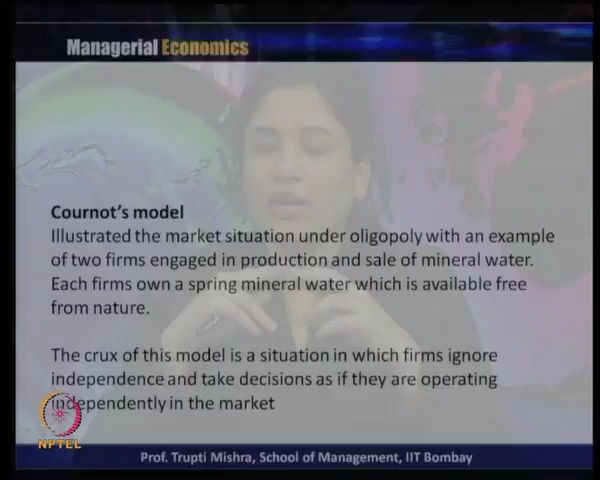 Managerial Economics
Cournot's model
Illustrated the market situation under oligopoly with an example
of two firms engaged in production and sale of mineral water.
Each firms own a spring mineral water which is available free
from nature.
The crux of this model is a situation in which firms ignore
independence and take decisions as if they are operating
independently in the market
NPTEL
Prof. Trupti Mishra, School of Management, IIT Bombay